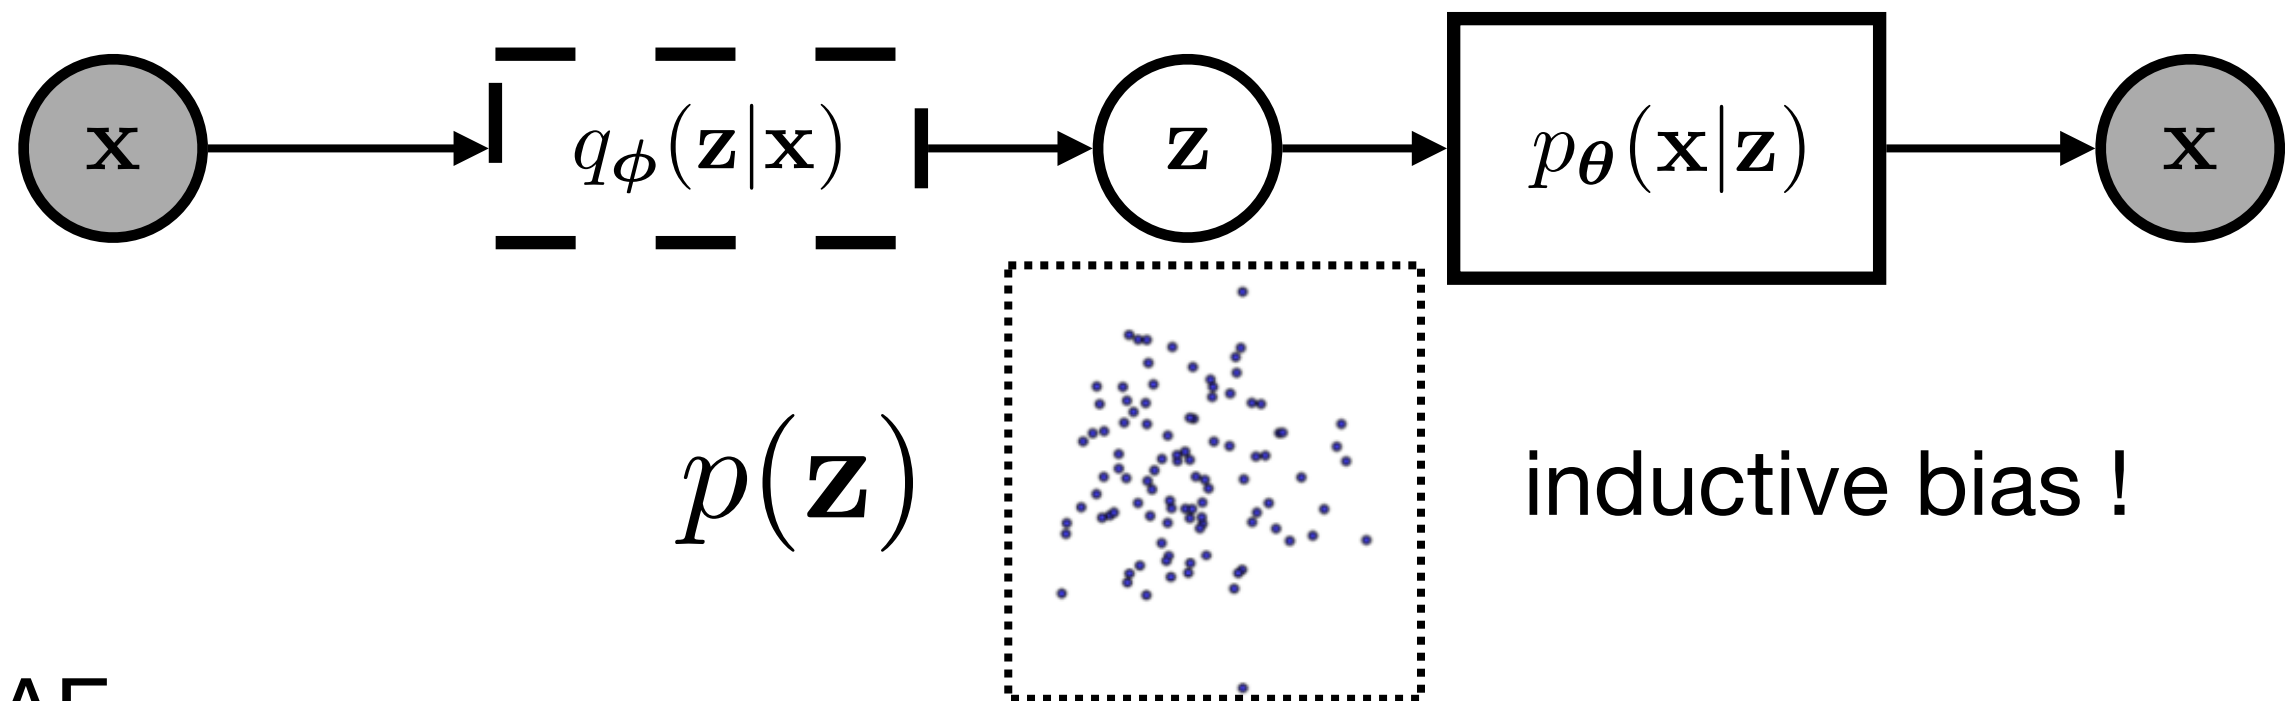 x q_ϕ(z|x) z p_θ(x|z) x
p(z) inductive bias !